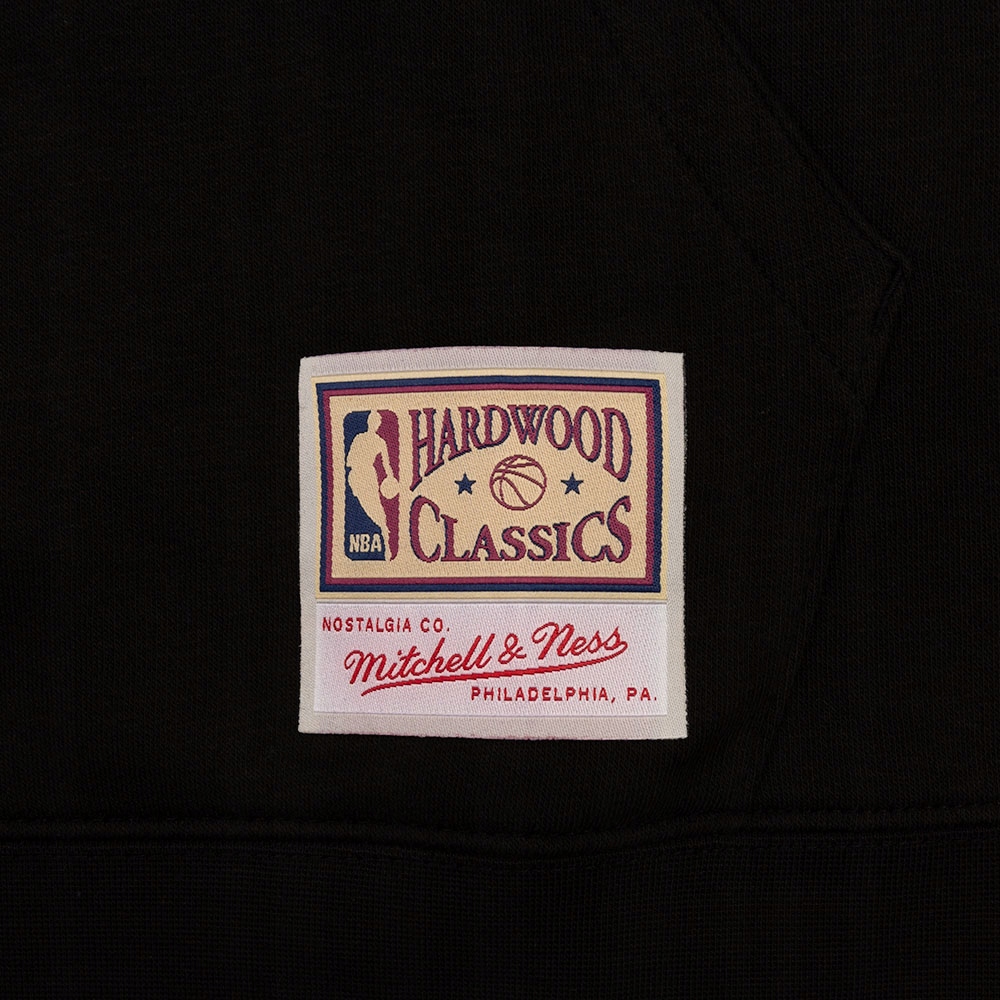 HARDWOOD
CLASSICS
NBA
NOSTALGIA CO.
Mitchell & Ness
PHILADELPHIA, PA.